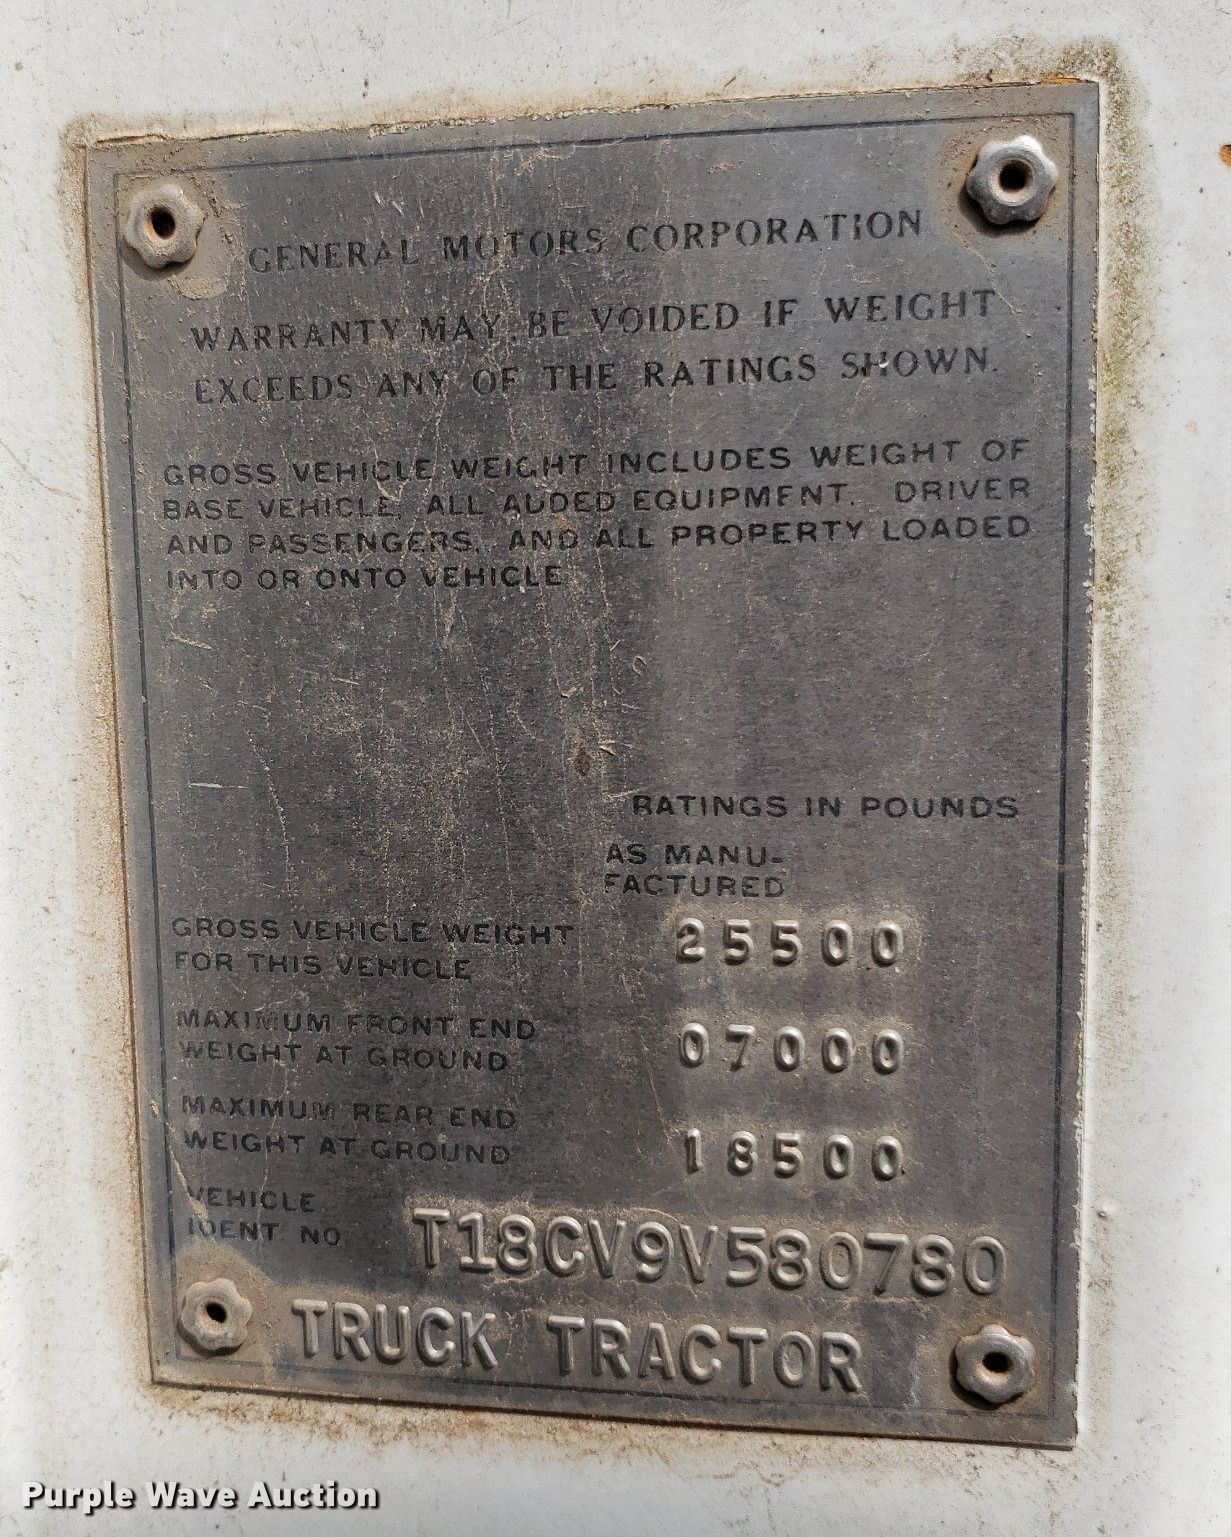 GENERAL MOTORS CORPORATION
WARRANTY MAY BE VOIDED IF WEIGHT
EXCEEDS ANY OF THE RATINGS SHOWN.
GROSS VEHICLE WEIGHT INCLUDES WEIGHT OF
BASE VEHICLE, ALL ADDED EQUIPMENT, DRIVER
AND PASSENGERS, AND ALL PROPERTY LOADED
INTO OR ONTO VEHICLE
RATINGS IN POUNDS
AS MANU-
FACTURED
GROSS VEHICLE WEIGHT
FOR THIS VEHICLE 25500
MAXIMUM FRONT END
WEIGHT AT GROUND 07000
MAXIMUM REAR END
WEIGHT AT GROUND 18500
VEHICLE
IDENT NO T18CV9V580780
TRUCK TRACTOR
Purple Wave Auction